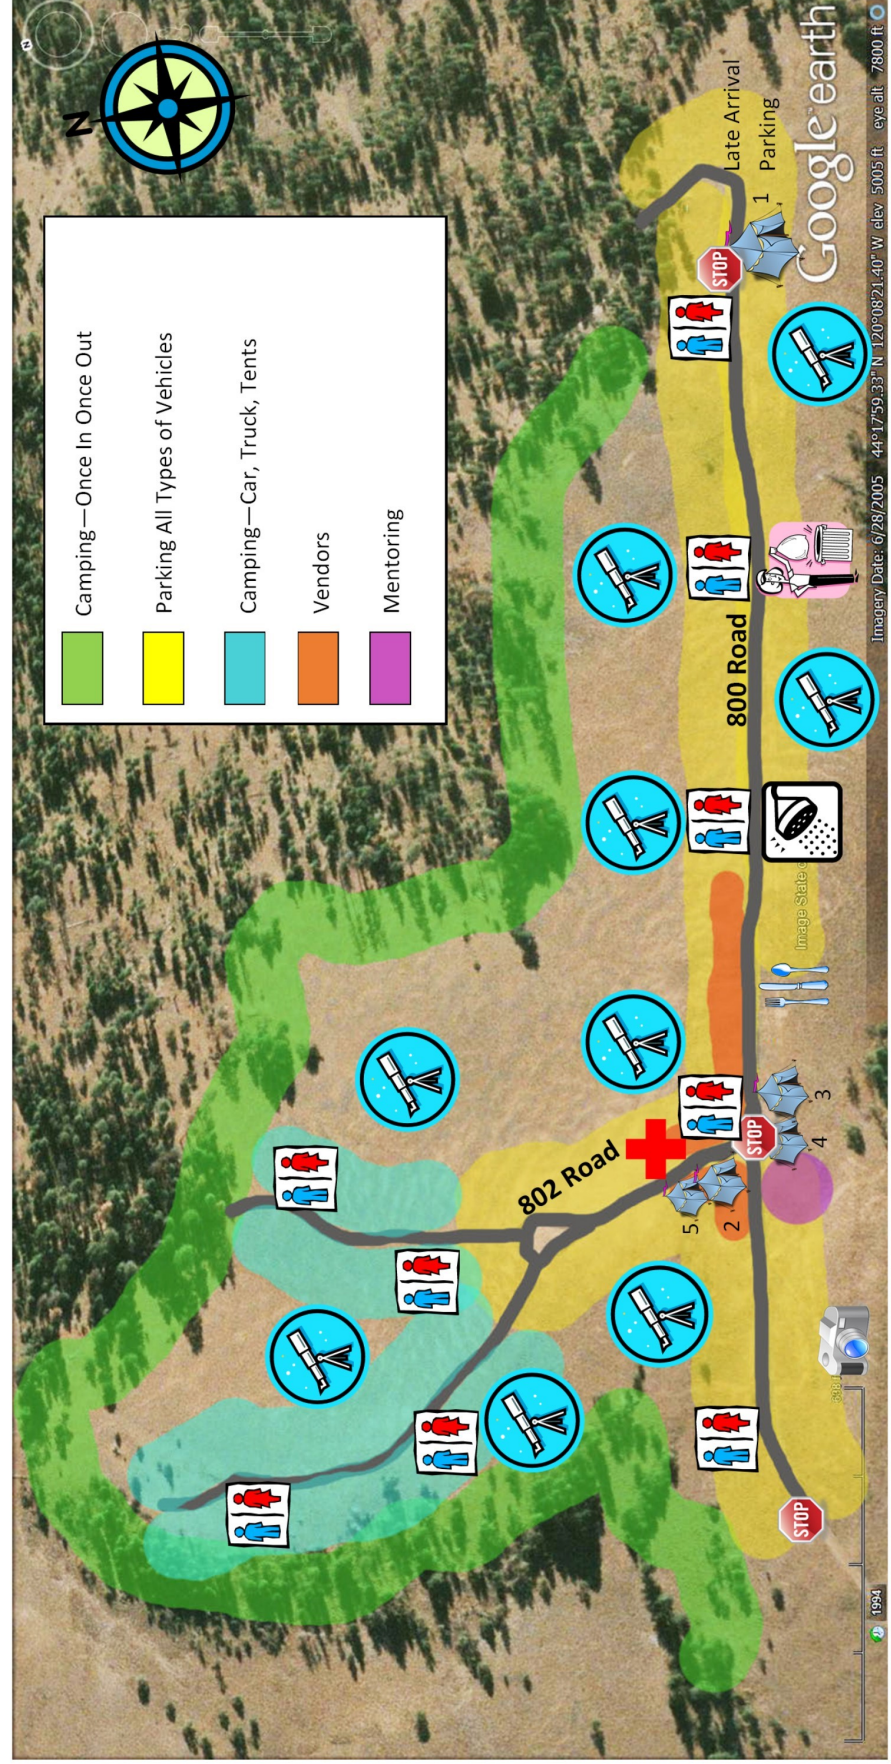 N
N
Camping—Once In Once Out
Parking All Types of Vehicles
Camping—Car, Truck, Tents
Vendors
Mentoring
802 Road
800 Road
Late Arrival
Parking
STOP
STOP
STOP
1
2
3
4
5
Image State o
Google earth
1994
Imagery Date: 6/28/2005 44°17'59.33" N 120°08'21.40" W elev 5005 ft eye alt 7800 ft